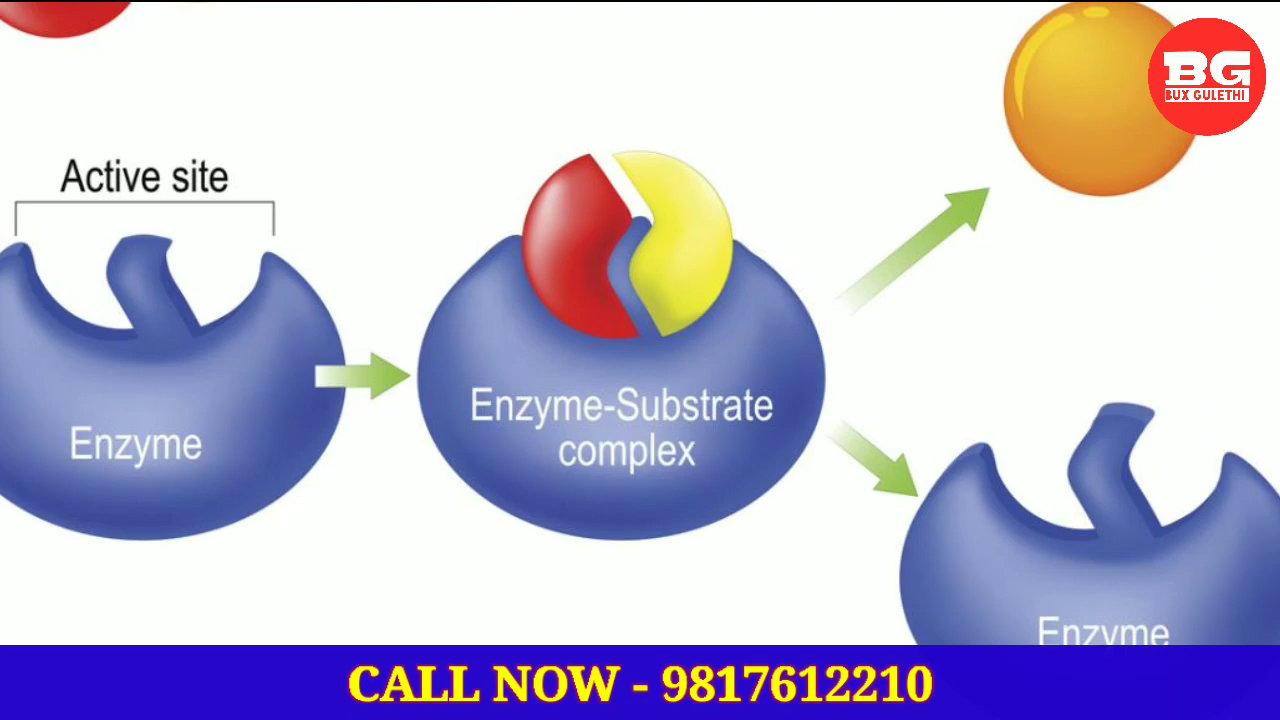 BG
BUX GULETHI
Active site
Enzyme
Enzyme-Substrate
complex
Enzyme
CALL NOW - 9817612210